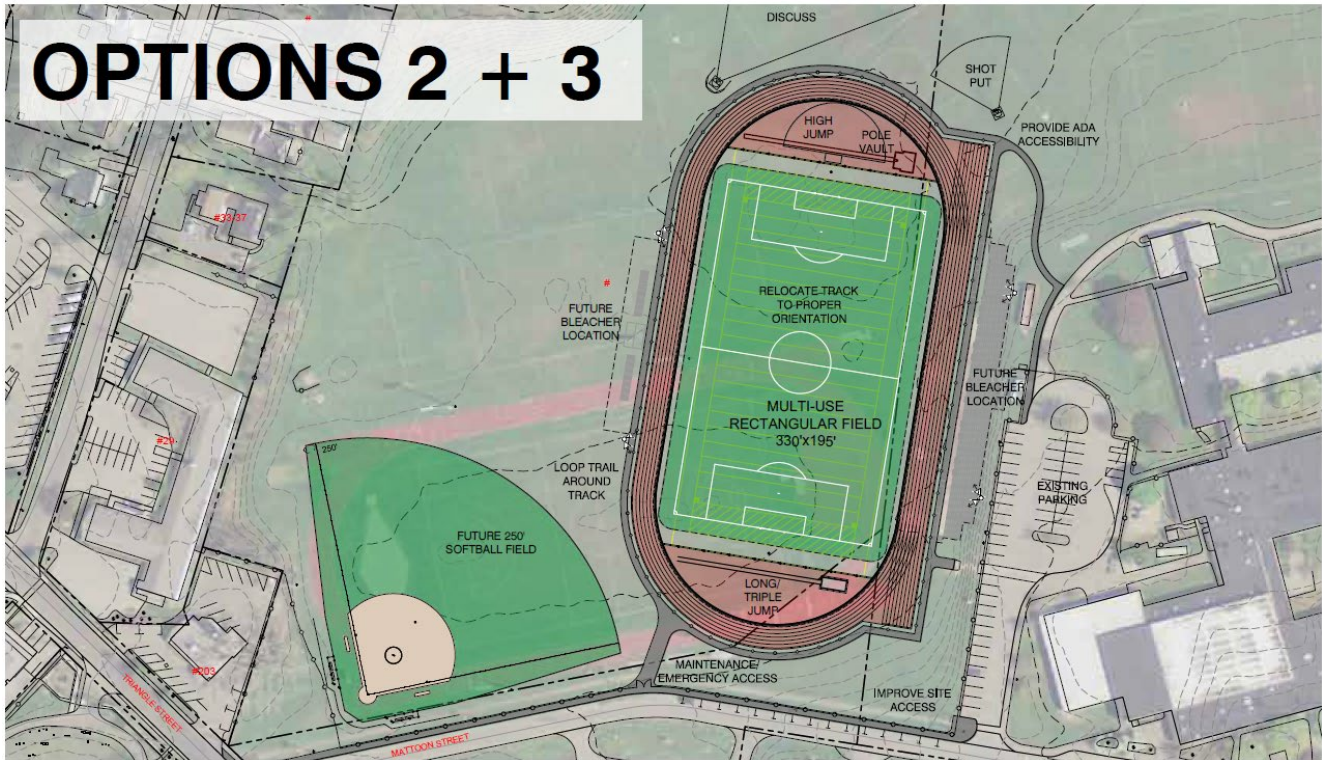 OPTIONS 2 + 3
DISCUSS
SHOT
PUT
HIGH
JUMP
POLE
VAULT
PROVIDE ADA
ACCESSIBILITY
#33-37
#
#
RELOCATE TRACK
TO PROPER
ORIENTATION
FUTURE
BLEACHER
LOCATION
FUTURE
BLEACHER
LOCATION
MULTI-USE
RECTANGULAR FIELD
330'x195'
#29
250'
LOOP TRAIL
AROUND
TRACK
EXISTING
PARKING
FUTURE 250'
SOFTBALL FIELD
LONG/
TRIPLE
JUMP
#203
MAINTENANCE/
EMERGENCY ACCESS
IMPROVE SITE
ACCESS
TRIANGLE STREET
MATTOON STREET